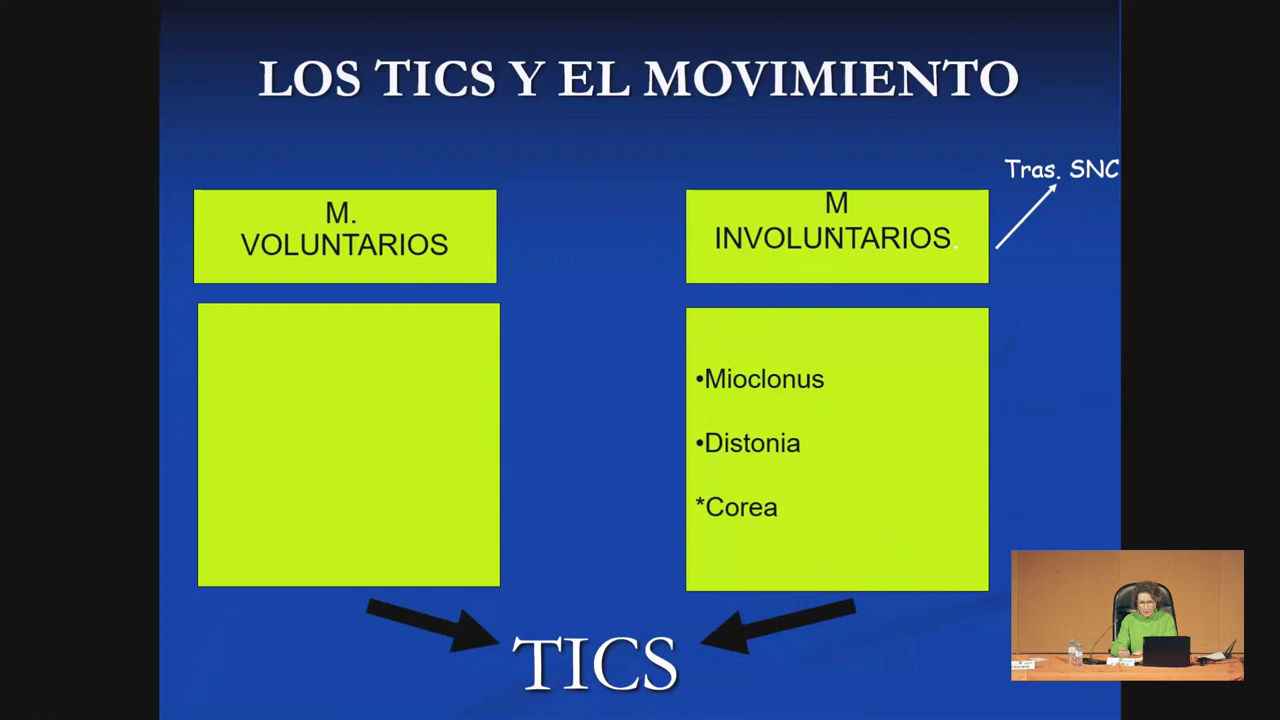 LOS TICS Y EL MOVIMIENTO
Tras. SNC
M.
VOLUNTARIOS
M
INVOLUNTARIOS.
•Mioclonus
•Distonia
*Corea
TICS